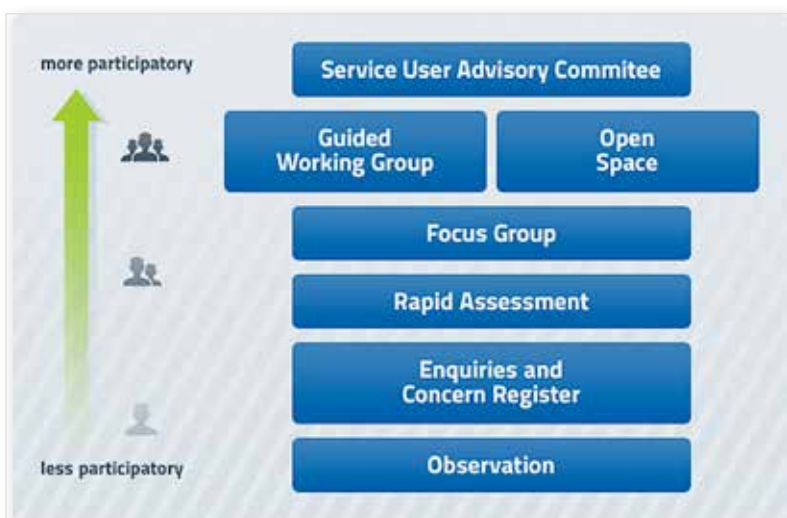 more participatory
Service User Advisory Commitee
Guided
Working Group
Open
Space
Focus Group
Rapid Assessment
Enquiries and
Concern Register
Observation
less participatory